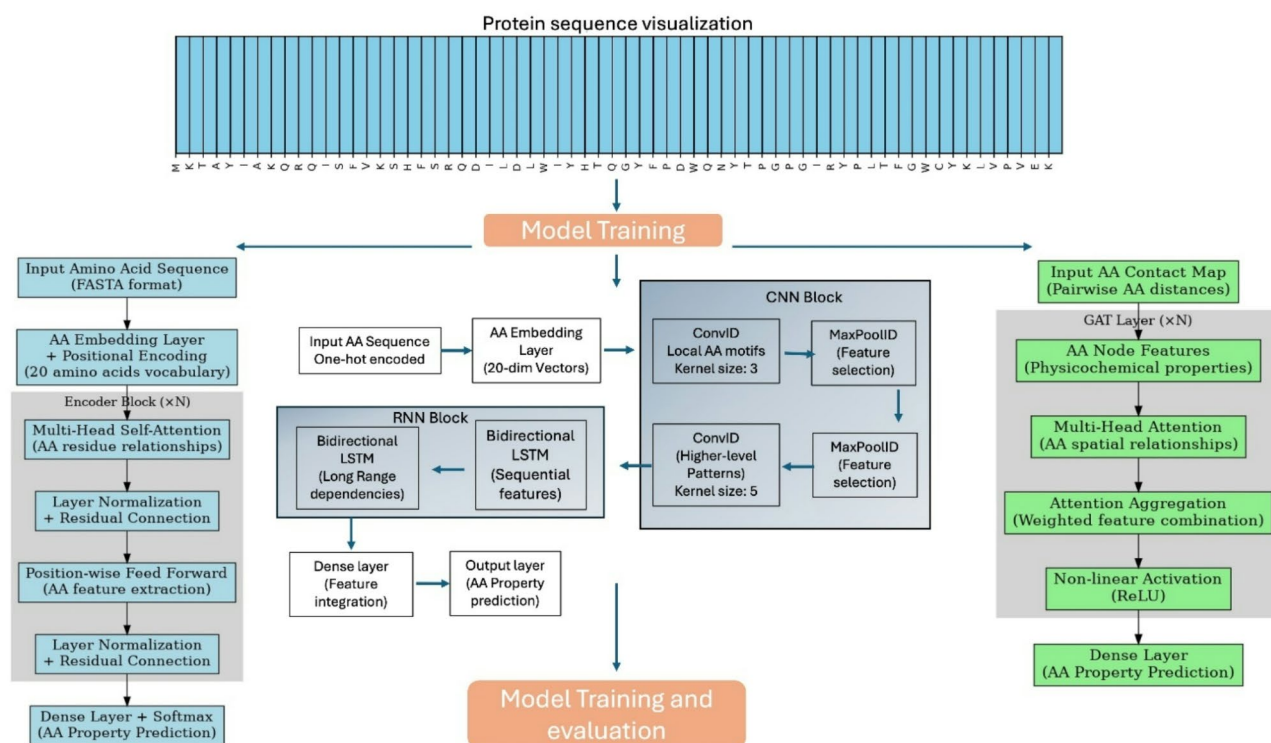 Protein sequence visualization
M K T A Y I A K Q R Q I S F V K S H F S R Q D I L D L W I Y H T Q G Y F P D W Q N Y T P G P G I R Y P L T F G W C Y K L V P V E K
Model Training
Input Amino Acid Sequence
(FASTA format)
AA Embedding Layer
+ Positional Encoding
(20 amino acids vocabulary)
Encoder Block (×N)
Multi-Head Self-Attention
(AA residue relationships)
Layer Normalization
+ Residual Connection
Position-wise Feed Forward
(AA feature extraction)
Layer Normalization
+ Residual Connection
Dense Layer + Softmax
(AA Property Prediction)
Input AA Sequence
One-hot encoded
AA Embedding
Layer
(20-dim Vectors)
CNN Block
ConvID
Local AA motifs
Kernel size: 3
MaxPoolID
(Feature
selection)
MaxPoolID
(Feature
selection)
ConvID
(Higher-level
Patterns)
Kernel size: 5
RNN Block
Bidirectional
LSTM
(Sequential
features)
Bidirectional
LSTM
(Long Range
dependencies)
Dense layer
(Feature
integration)
Output layer
(AA Property
prediction)
Model Training and
evaluation
Input AA Contact Map
(Pairwise AA distances)
GAT Layer (×N)
AA Node Features
(Physicochemical properties)
Multi-Head Attention
(AA spatial relationships)
Attention Aggregation
(Weighted feature combination)
Non-linear Activation
(ReLU)
Dense Layer
(AA Property Prediction)